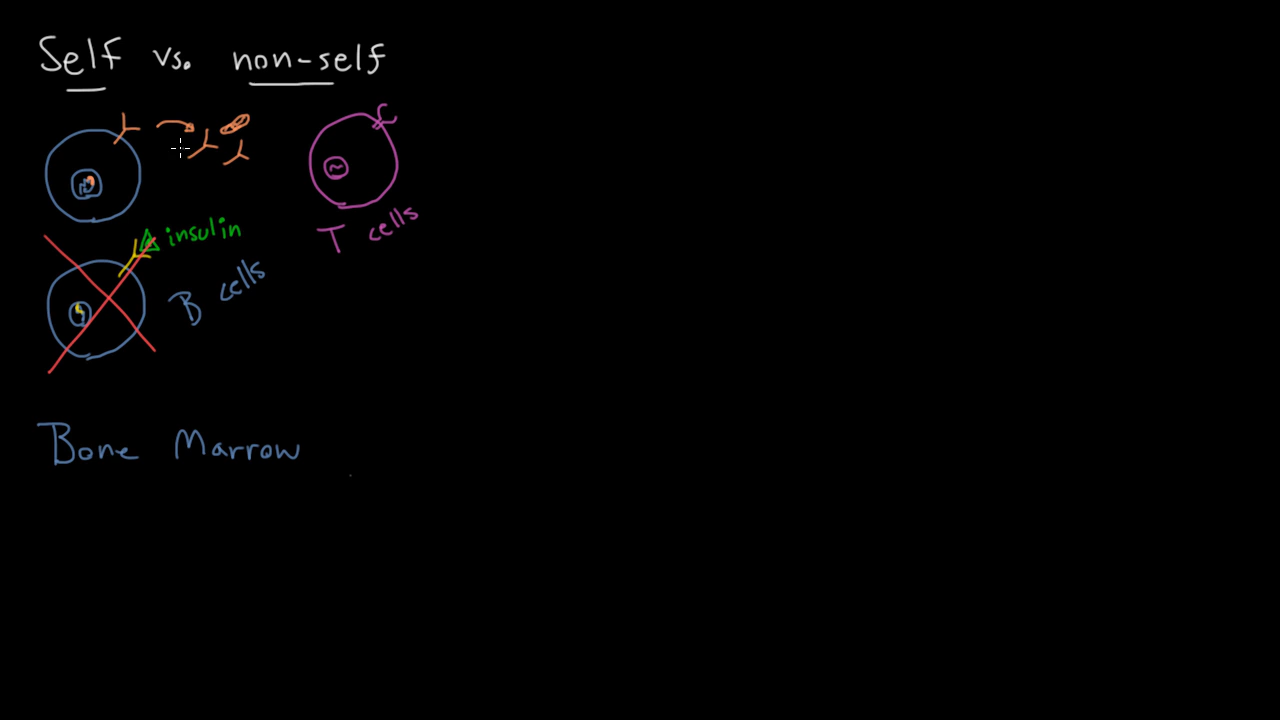 Self vs. non-self
insulin
T cells
B cells
Bone Marrow